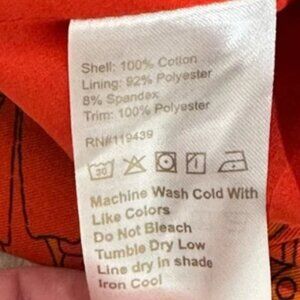 Shell: 100% Cotton
Lining: 92% Polyester
8% Spandex
Trim: 100% Polyester
RN#119439
30
Machine Wash Cold With
Like Colors
Do Not Bleach
Tumble Dry Low
Line dry in shade
Iron Cool